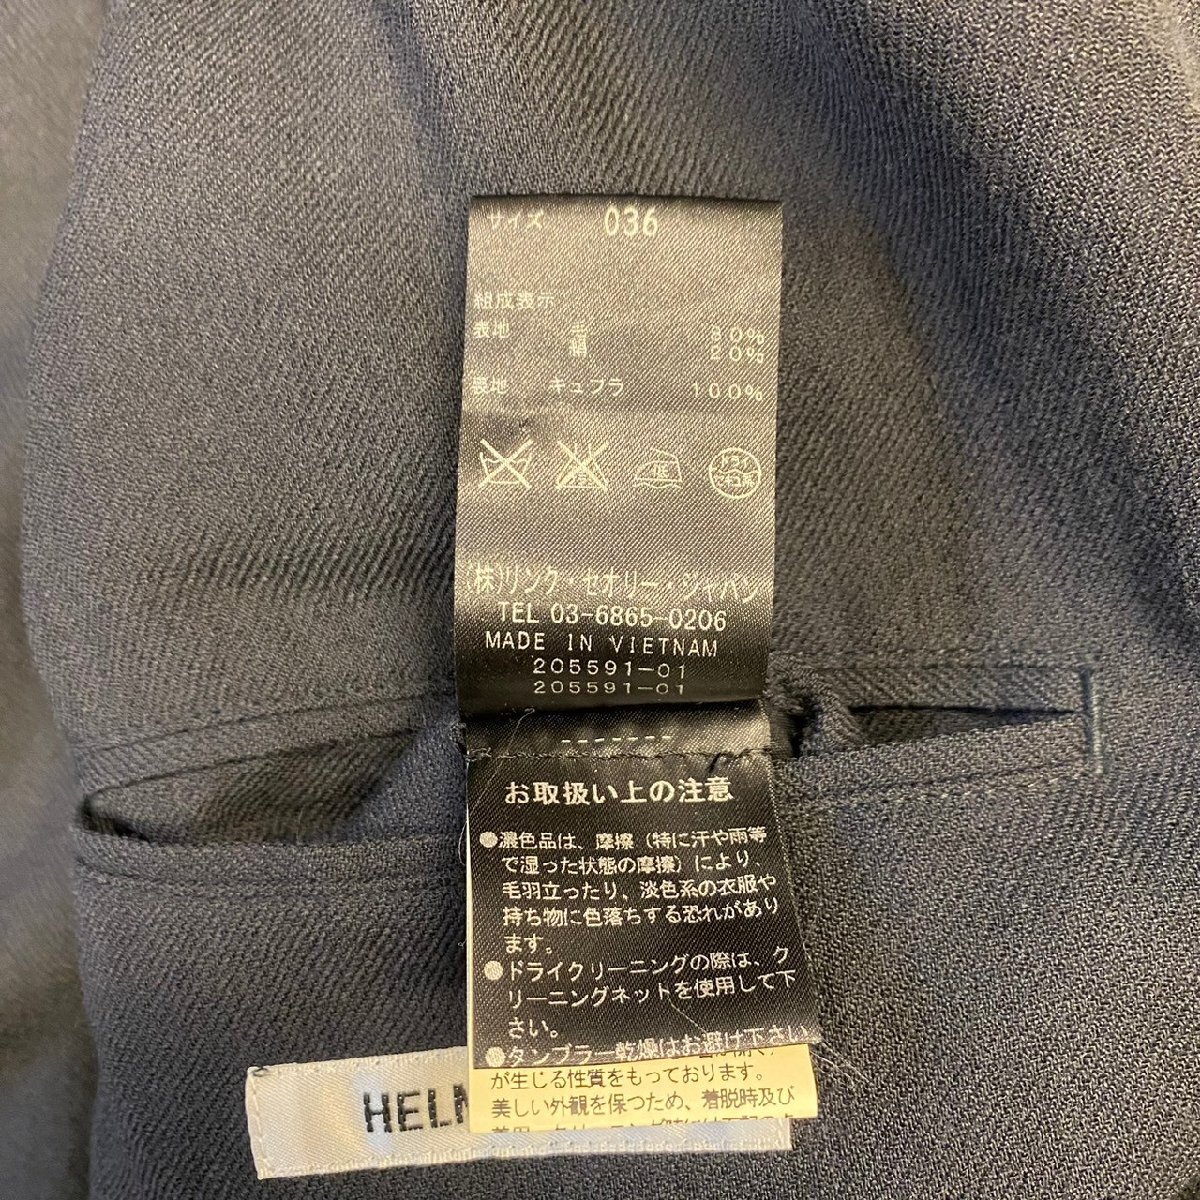 サイズ 036
組成表示
表地 毛 80%
絹 20%
裏地 キュプラ 100%
低
ドライ
(株)リンク・セオリー・ジャパン
TEL 03-6865-0206
MADE IN VIETNAM
205591-01
205591-01
-------
お取扱い上の注意
●濃色品は、摩擦(特に汗や雨等
で湿った状態の摩擦)により、
毛羽立ったり、淡色系の衣服や
持ち物に色落ちする恐れがあり
ます。
●ドライクリーニングの際は、ク
リーニングネットを使用して下
さい。
●タンブラー乾燥はお避け下さい
が生じる性質をもっております。
美しい外観を保つため、着脱時及び
HELM